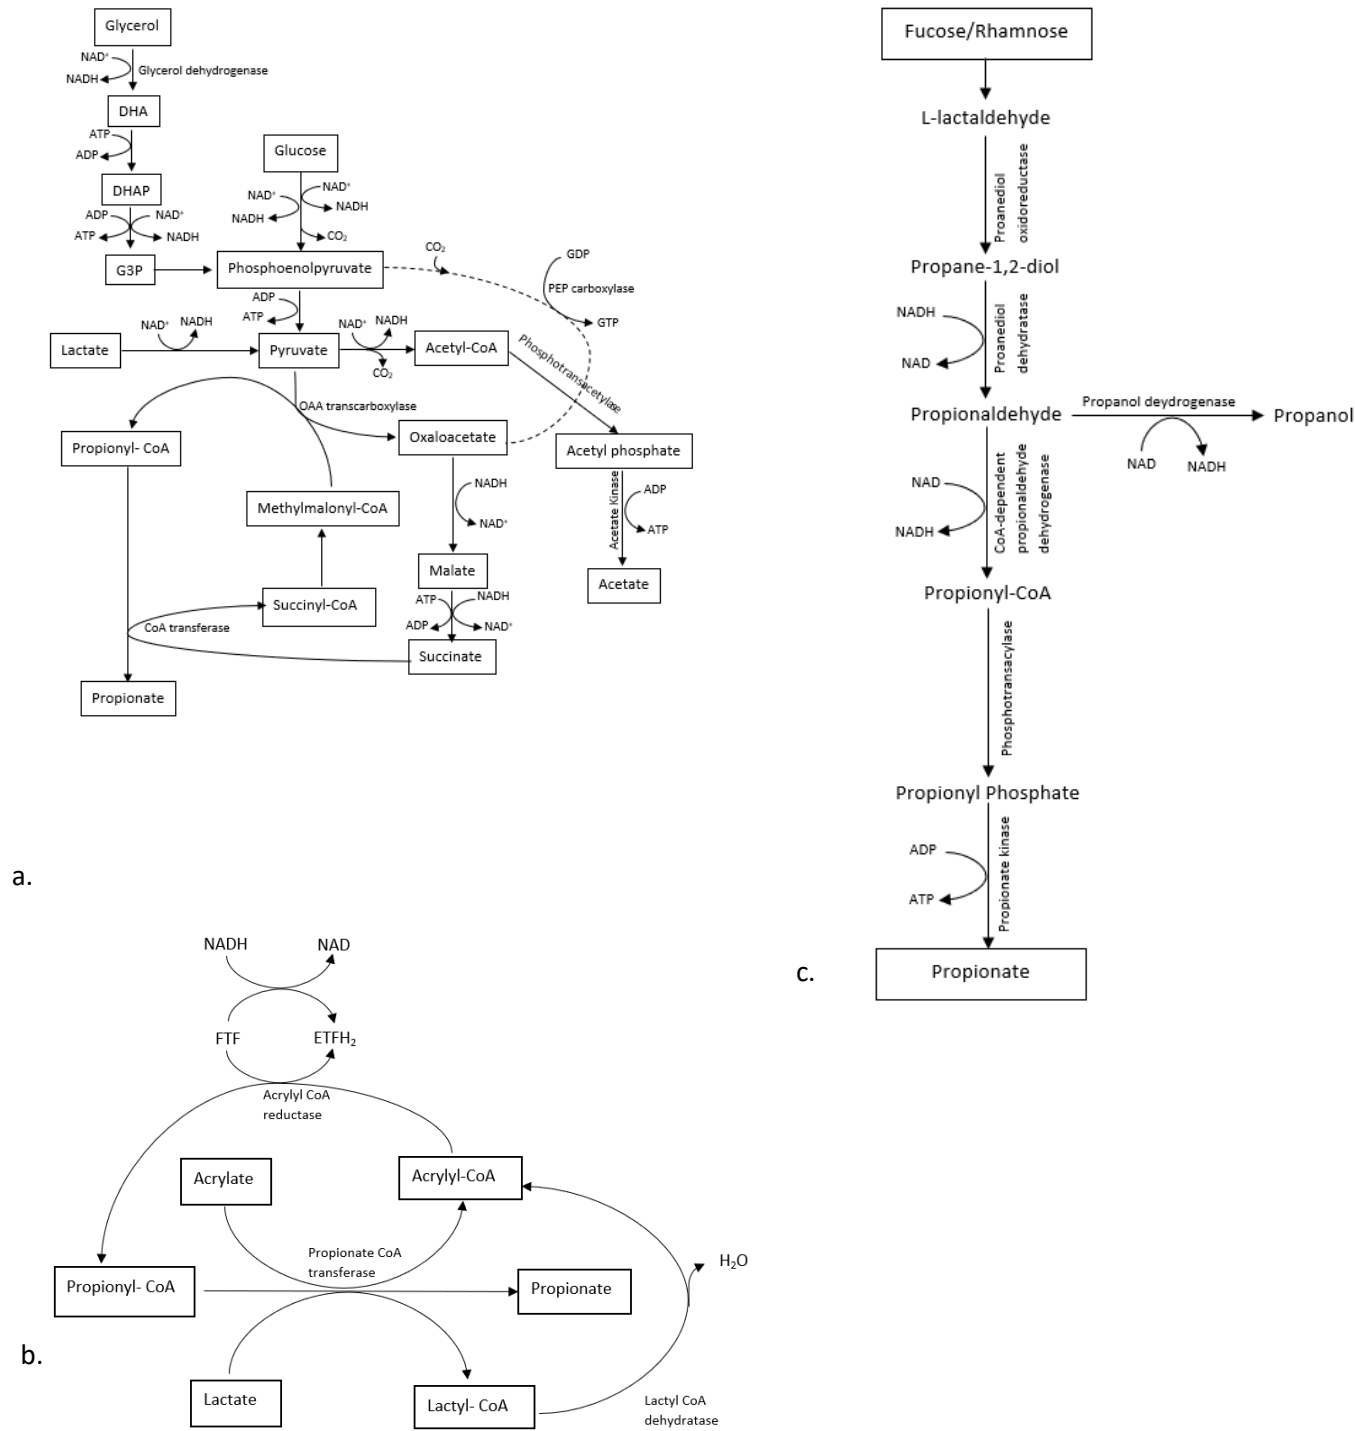 Glycerol
NAD⁺
NADH
Glycerol dehydrogenase
DHA
ATP
ADP
DHAP
ADP
NAD⁺
ATP
NADH
G3P
Glucose
NAD⁺
NAD⁺
NADH
NADH
CO₂
Phosphoenolpyruvate
CO₂
GDP
PEP carboxylase
GTP
ADP
ATP
Lactate
NAD⁺
NADH
Pyruvate
NAD⁺
NADH
CO₂
Acetyl-CoA
Phosphotransacetylase
OAA transcarboxylase
Propionyl- CoA
Oxaloacetate
Acetyl phosphate
Methylmalonyl-CoA
NADH
NAD⁺
Acetate Kinase
ADP
ATP
Malate
Acetate
ATP
NADH
ADP
NAD⁺
Succinyl-CoA
CoA transferase
Succinate
Propionate
a.
NADH
NAD
FTF
ETFH₂
Acrylyl CoA
reductase
Acrylate
Acrylyl-CoA
Propionate CoA
transferase
H₂O
Propionyl- CoA
Propionate
b.
Lactate
Lactyl- CoA
Lactyl CoA
dehydratase
Fucose/Rhamnose
L-lactaldehyde
Proanediol
oxidoreductase
Propane-1,2-diol
NADH
NAD
Proanediol
dehydratase
Propionaldehyde
Propanol deydrogenase
Propanol
NAD
NADH
NAD
NADH
CoA-dependent
propionaldehyde
dehydrogenase
Propionyl-CoA
Phosphotransacylase
Propionyl Phosphate
ADP
ATP
Propionate kinase
c.
Propionate